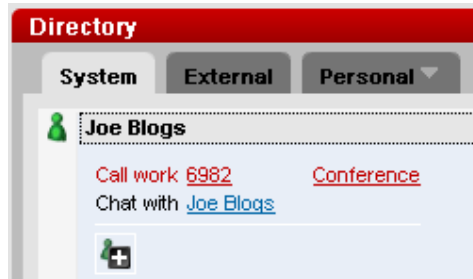 Directory
System External Personal
Joe Blogs
Call work 6982 Conference
Chat with Joe Blogs